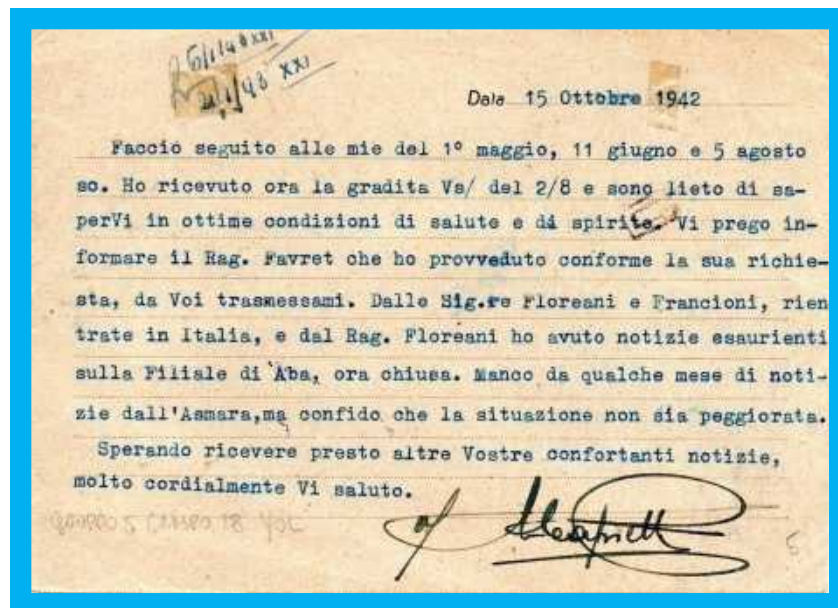 21/1/43 XXI
Data 15 Ottobre 1942
Faccio seguito alle mie del 1° maggio, 11 giugno e 5 agosto
so. Ho ricevuto ora la gradita Vs/ del 2/8 e sono lieto di sa-
perVi in ottime condizioni di salute e di spirito. Vi prego in-
formare il Rag. Favret che ho provveduto conforme la sua richie-
sta, da Voi trasmessami. Dalle Sig.re Floreani e Francioni, rien
trate in Italia, e dal Rag. Floreani ho avuto notizie esaurienti
sulla Filiale di Aba, ora chiusa. Manco da qualche mese di noti-
zie dall'Asmara,ma confido che la situazione non sia peggiorata.
Sperando ricevere presto altre Vostre confortanti notizie,
molto cordialmente Vi saluto.